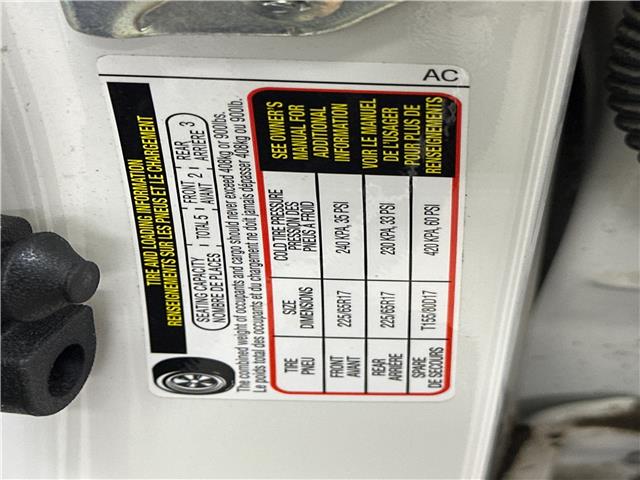 AC
TIRE AND LOADING INFORMATION
RENSEIGNEMENTS SUR LES PNEUS ET LE CHARGEMENT
SEATING CAPACITY TOTAL 5 FRONT 2 REAR 3
NOMBRE DE PLACES AVANT ARRIÈRE
The combined weight of occupants and cargo should never exceed 408kg or 900lbs.
Le poids total des occupants et du chargement ne doit jamais dépasser 408kg ou 900lb.
TIRE SIZE COLD TIRE PRESSURE SEE OWNER'S
PNEU DIMENSIONS PRESSION DES MANUAL FOR
PNEUS A FROID ADDITIONAL
FRONT 225/65R17 240 KPA, 35 PSI INFORMATION
AVANT
REAR 225/65R17 230 KPA, 33 PSI VOIR LE MANUEL
ARRIÈRE DE L'USAGER
SPARE T155/80D17 420 KPA, 60 PSI POUR PLUS DE
DE SECOURS RENSEIGNEMENTS